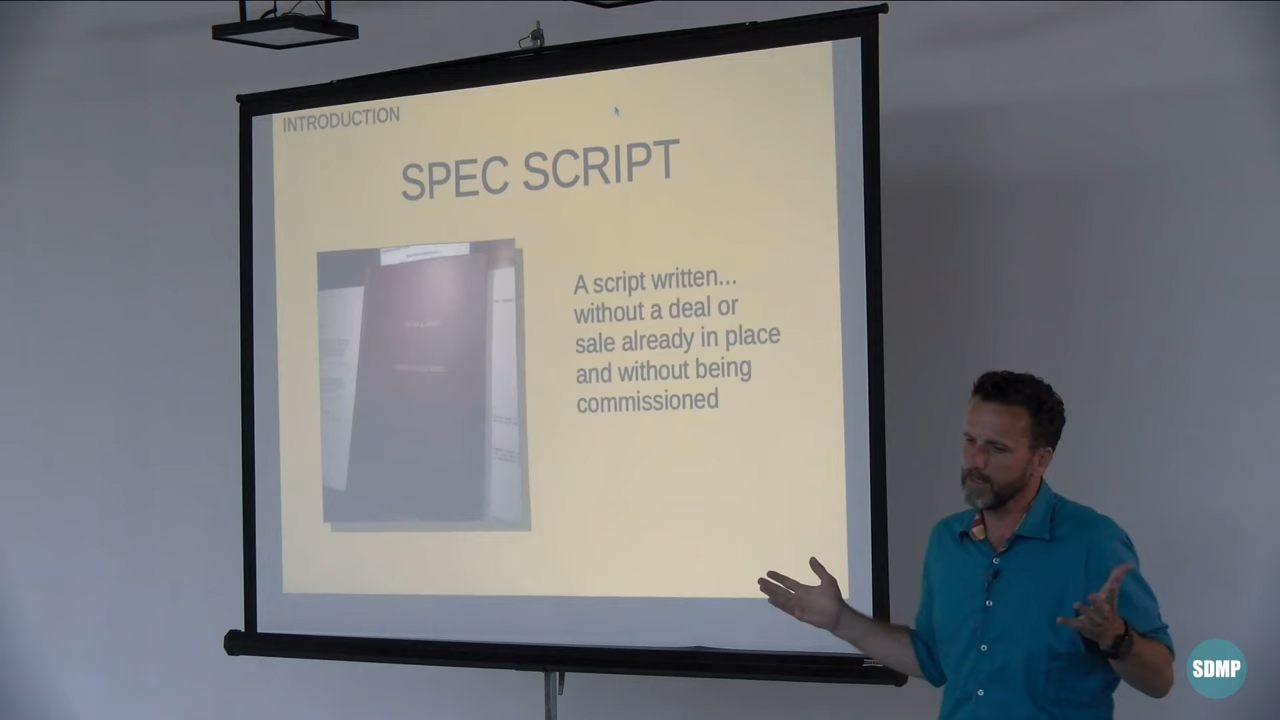 INTRODUCTION
SPEC SCRIPT
A script written...
without a deal or
sale already in place
and without being
commissioned
SDMP